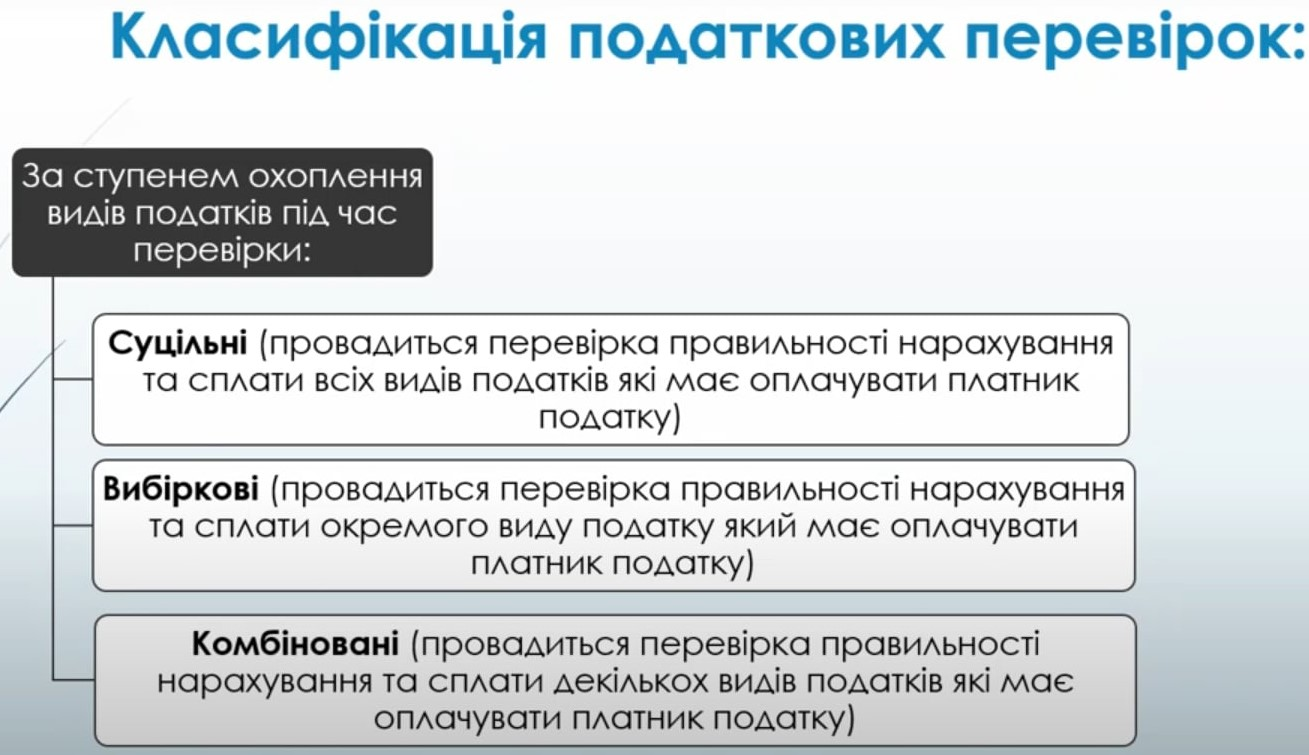 Класифікація податкових перевірок:
За ступенем охоплення
видів податків під час
перевірки:
Суцільні (провадиться перевірка правильності нарахування
та сплати всіх видів податків які має оплачувати платник
податку)
Вибіркові (провадиться перевірка правильності нарахування
та сплати окремого виду податку який має оплачувати
платник податку)
Комбіновані (провадиться перевірка правильності
нарахування та сплати декількох видів податків які має
оплачувати платник податку)